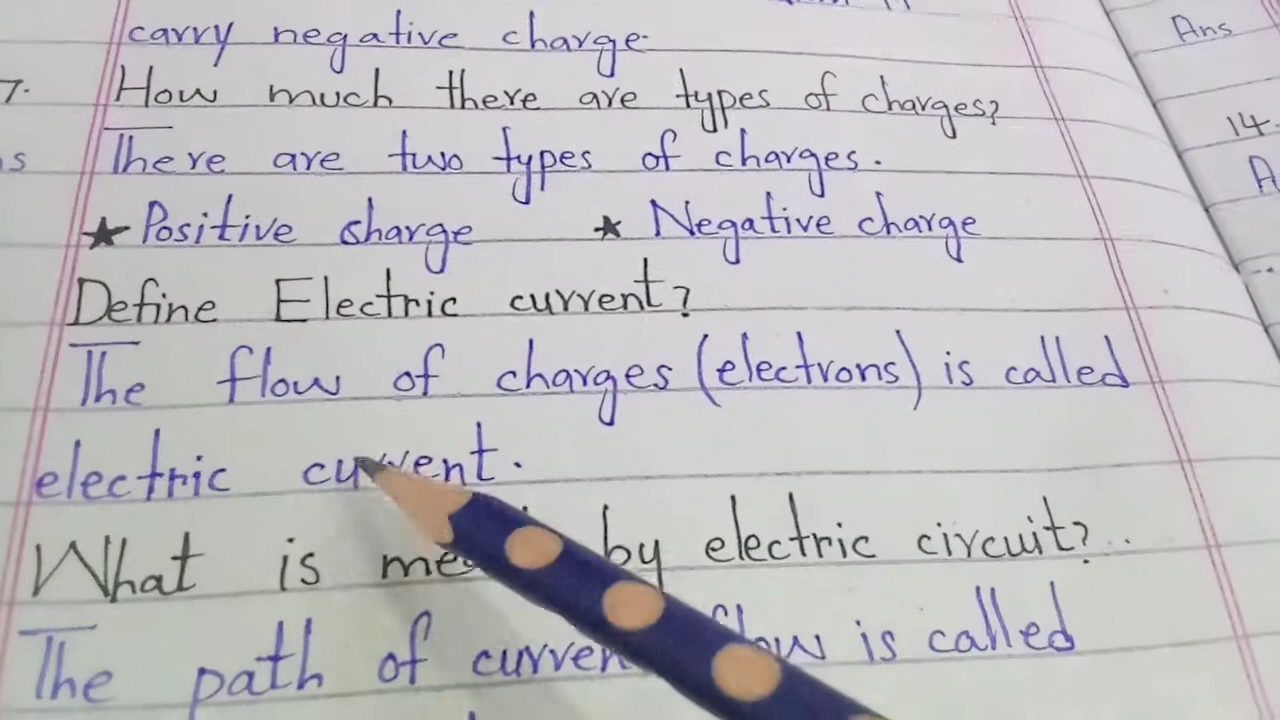 carry negative charge.
7. How much there are types of charges?
s There are two types of charges.
★ Positive sharge ★ Negative charge
Define Electric current?
The flow of charges (electrons) is called
electric current.
What is by electric circuit?..
The path of flow is called
Ans
14.
A